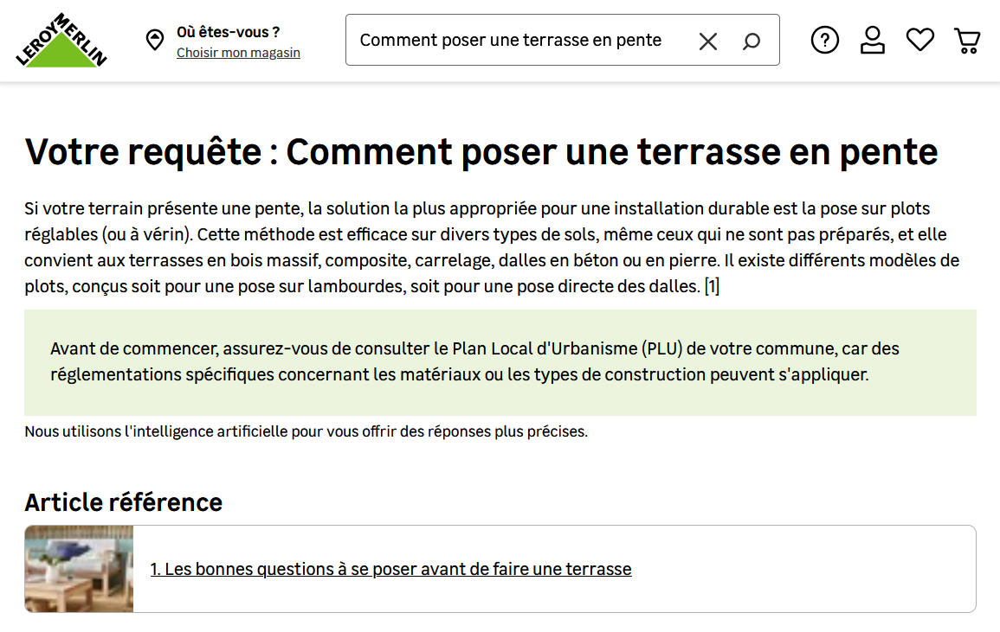 LEROY MERLIN
Où êtes-vous ?
Choisir mon magasin
Comment poser une terrasse en pente
Votre requête : Comment poser une terrasse en pente
Si votre terrain présente une pente, la solution la plus appropriée pour une installation durable est la pose sur plots
réglables (ou à vérin). Cette méthode est efficace sur divers types de sols, même ceux qui ne sont pas préparés, et elle
convient aux terrasses en bois massif, composite, carrelage, dalles en béton ou en pierre. Il existe différents modèles de
plots, conçus soit pour une pose sur lambourdes, soit pour une pose directe des dalles. [1]
Avant de commencer, assurez-vous de consulter le Plan Local d'Urbanisme (PLU) de votre commune, car des
réglementations spécifiques concernant les matériaux ou les types de construction peuvent s'appliquer.
Nous utilisons l'intelligence artificielle pour vous offrir des réponses plus précises.
Article référence
1. Les bonnes questions à se poser avant de faire une terrasse